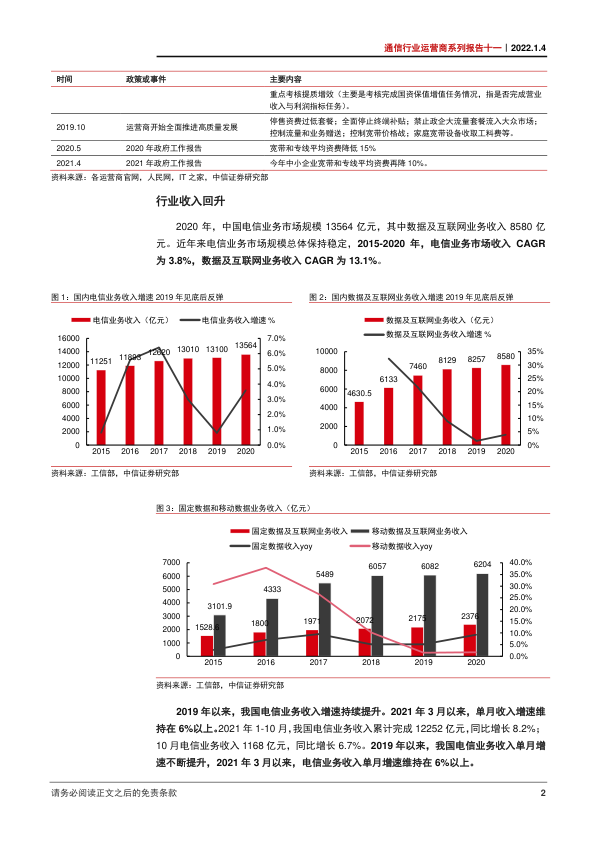 通信行业运营商系列报告十一｜2022.1.4
时间 政策或事件 主要内容
重点考核提质增效（主要是考核完成国资保值增值任务情况，指是否完成营业
收入与利润指标任务）。
2019.10 运营商开始全面推进高质量发展 停售资费过低套餐；全面停止终端补贴；禁止政企大流量套餐流入大众市场；
控制流量和业务赠送；控制宽带价格战；家庭宽带设备收取工料费等。
2020.5 2020 年政府工作报告 宽带和专线平均资费降低 15%
2021.4 2021 年政府工作报告 今年中小企业宽带和专线平均资费再降 10%。
资料来源：各运营商官网，人民网，IT 之家，中信证券研究部
行业收入回升
2020 年，中国电信业务市场规模 13564 亿元，其中数据及互联网业务收入 8580 亿
元。近年来电信业务市场规模总体保持稳定，2015-2020 年，电信业务市场收入 CAGR
为 3.8%，数据及互联网业务收入 CAGR 为 13.1%。
图 1：国内电信业务收入增速 2019 年见底后反弹
电信业务收入（亿元） 电信业务收入增速 %
16000 14000 12000 10000 8000 6000 4000 2000 0
11251 11893 12620 13010 13100 13564
7.0% 6.0% 5.0% 4.0% 3.0% 2.0% 1.0% 0.0%
2015 2016 2017 2018 2019 2020
资料来源：工信部，中信证券研究部
图 2：国内数据及互联网业务收入增速 2019 年见底后反弹
数据及互联网业务收入（亿元）
数据及互联网业务收入增速 %
10000 8000 6000 4000 2000 0
4630.5 6133 7460 8129 8257 8580
35% 30% 25% 20% 15% 10% 5% 0%
2015 2016 2017 2018 2019 2020
资料来源：工信部，中信证券研究部
图 3：固定数据和移动数据业务收入（亿元）
固定数据及互联网业务收入 移动数据及互联网业务收入
固定数据收入yoy 移动数据收入yoy
7000 6000 5000 4000 3000 2000 1000 0
1528.6 1800 1971 2072 2175 2376
3101.9 4333 5489 6057 6082 6204
40.0% 35.0% 30.0% 25.0% 20.0% 15.0% 10.0% 5.0% 0.0%
2015 2016 2017 2018 2019 2020
资料来源：工信部，中信证券研究部
2019 年以来，我国电信业务收入增速持续提升。2021 年 3 月以来，单月收入增速维
持在 6%以上。2021 年 1-10 月，我国电信业务收入累计完成 12252 亿元，同比增长 8.2%；
10 月电信业务收入 1168 亿元，同比增长 6.7%。2019 年以来，我国电信业务收入单月增
速不断提升，2021 年 3 月以来，电信业务收入单月增速维持在 6%以上。
请务必阅读正文之后的免责条款 2